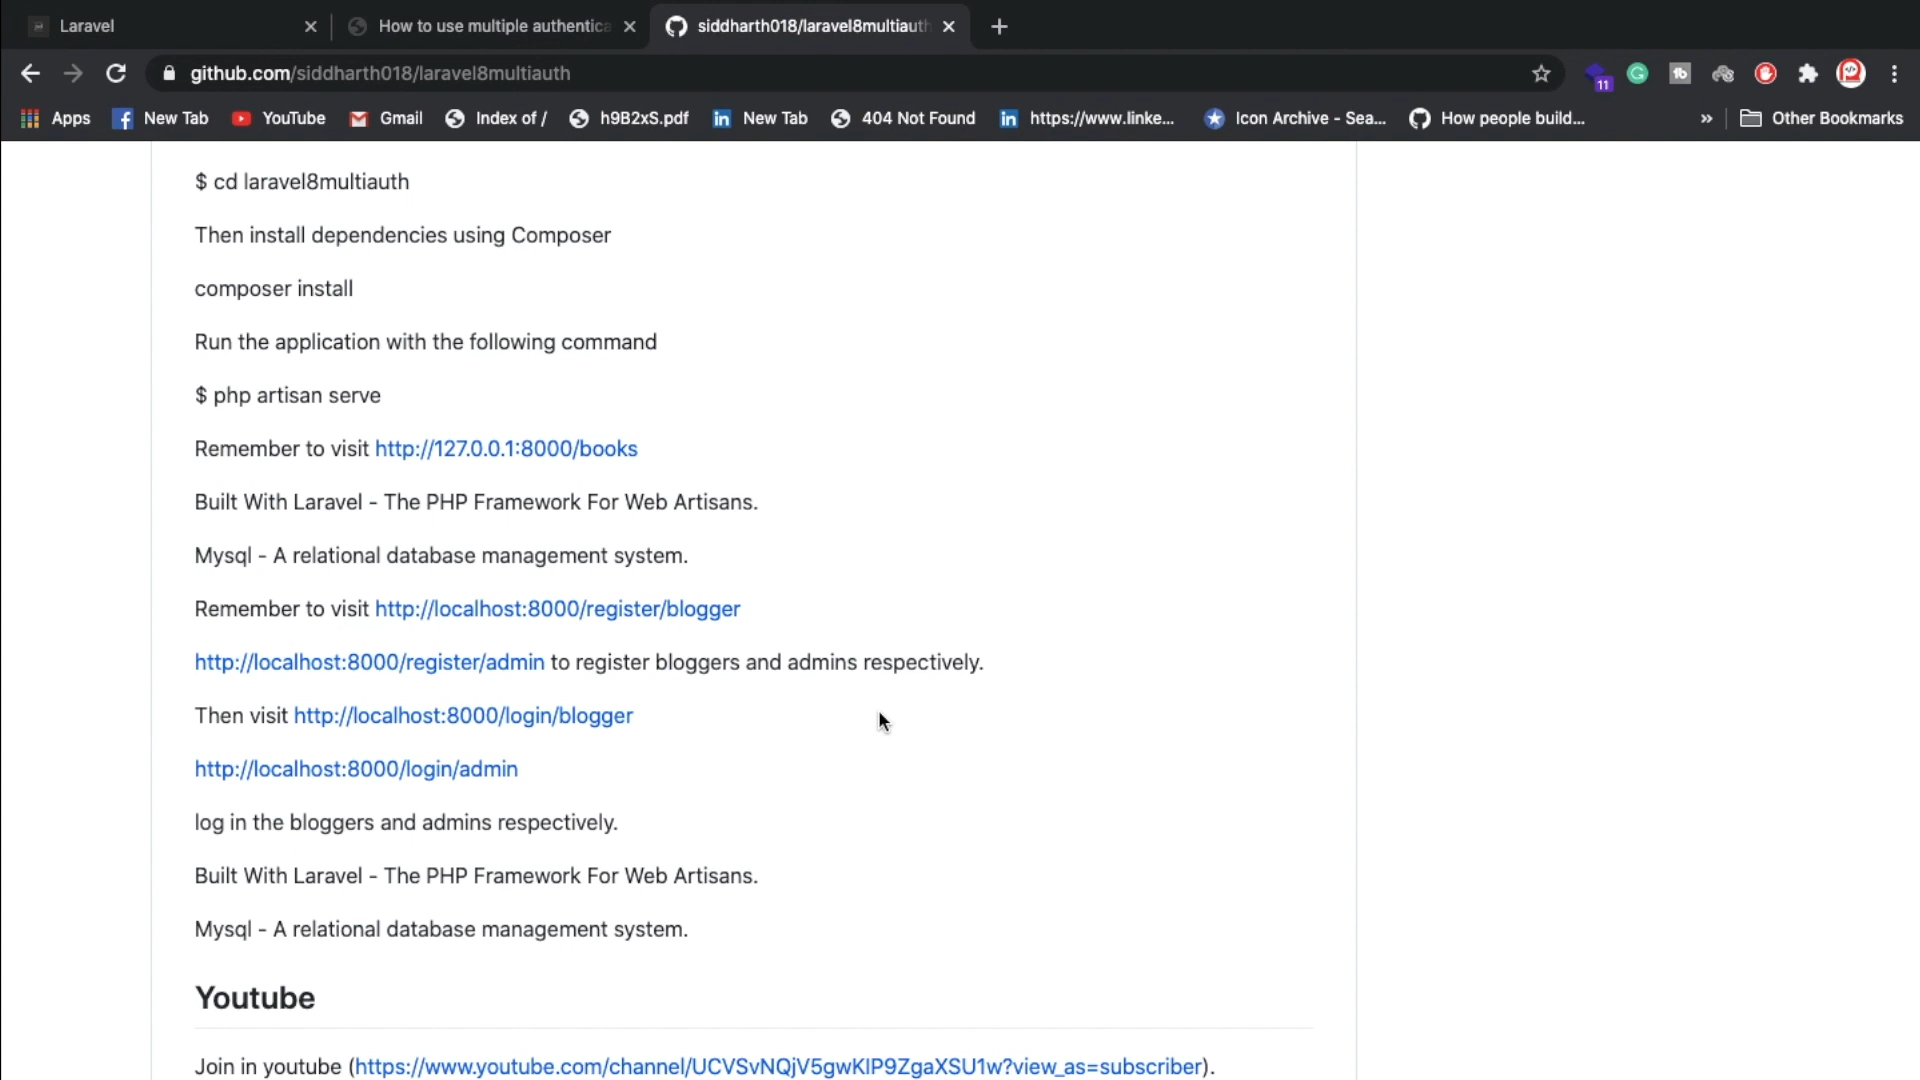 Laravel
How to use multiple authentica
siddharth018/laravel8multiauth
github.com/siddharth018/laravel8multiauth
11
Apps
New Tab
YouTube
Gmail
Index of /
h9B2xS.pdf
New Tab
404 Not Found
https://www.linke...
Icon Archive - Sea...
How people build...
»
Other Bookmarks
$ cd laravel8multiauth
Then install dependencies using Composer
composer install
Run the application with the following command
$ php artisan serve
Remember to visit http://127.0.0.1:8000/books
Built With Laravel - The PHP Framework For Web Artisans.
Mysql - A relational database management system.
Remember to visit http://localhost:8000/register/blogger
http://localhost:8000/register/admin to register bloggers and admins respectively.
Then visit http://localhost:8000/login/blogger
http://localhost:8000/login/admin
log in the bloggers and admins respectively.
Built With Laravel - The PHP Framework For Web Artisans.
Mysql - A relational database management system.
Youtube
Join in youtube (https://www.youtube.com/channel/UCVSvNQjV5gwKlP9ZgaXSU1w?view_as=subscriber).